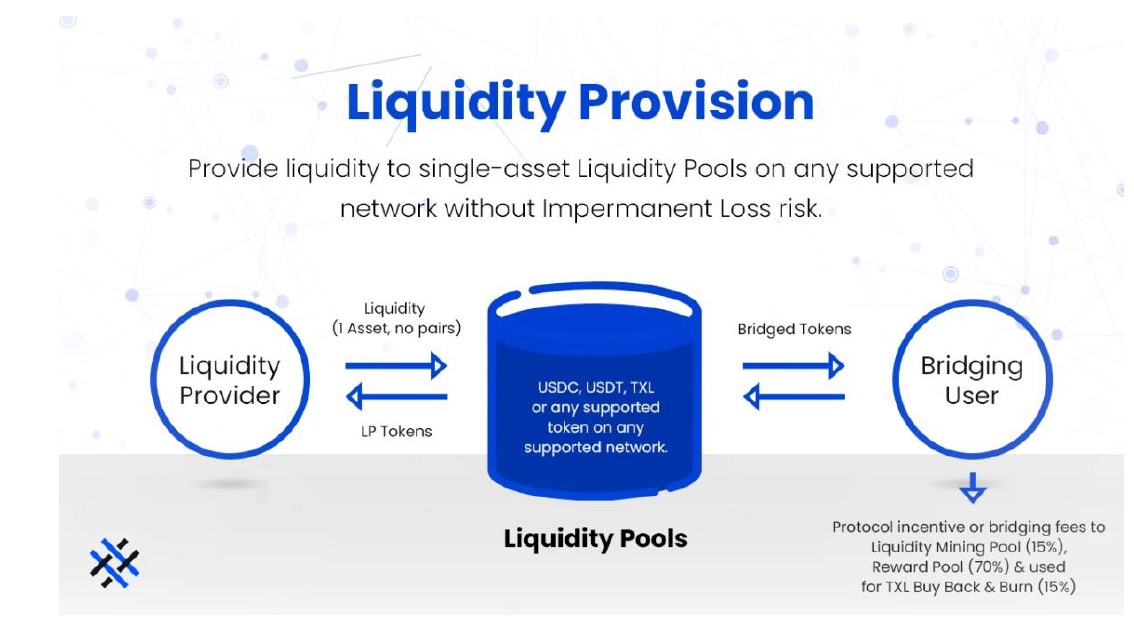 Liquidity Provision
Provide liquidity to single-asset Liquidity Pools on any supported
network without Impermanent Loss risk.
Liquidity
Provider
Liquidity
(1 Asset, no pairs)
LP Tokens
USDC, USDT, TXL
or any supported
token on any
supported network.
Liquidity Pools
Bridged Tokens
Bridging
User
Protocol incentive or bridging fees to
Liquidity Mining Pool (15%),
Reward Pool (70%) & used
for TXL Buy Back & Burn (15%)